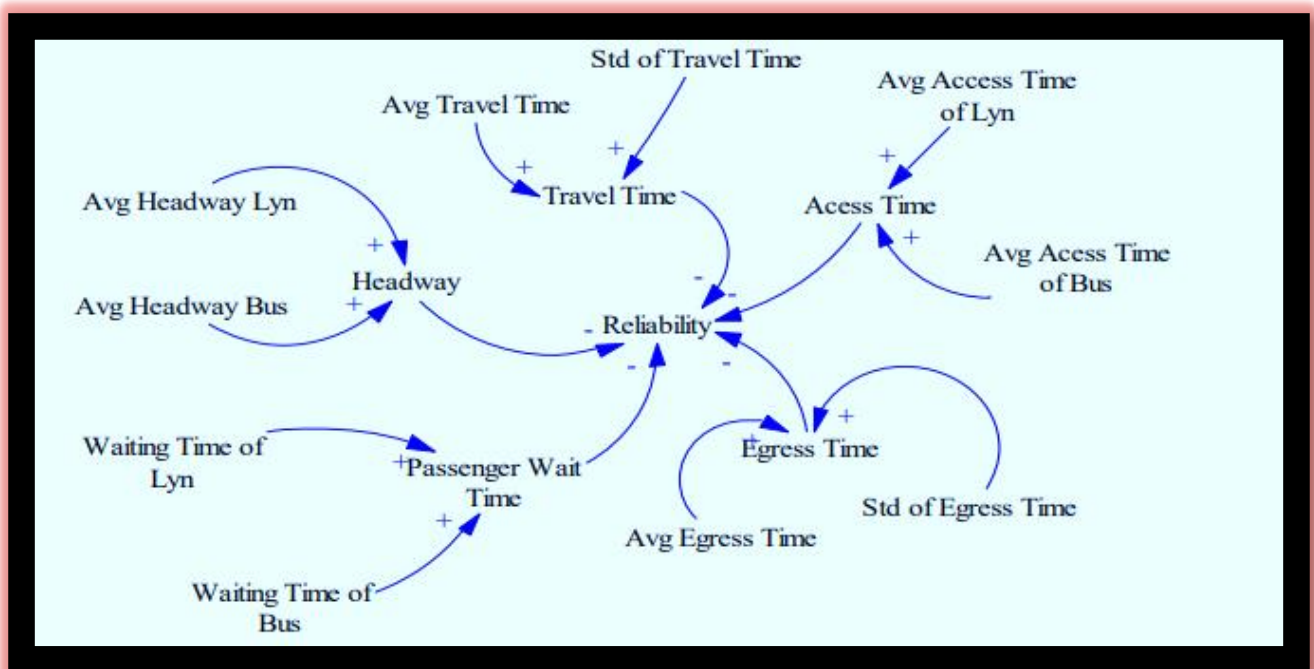 Std of Travel Time
Avg Travel Time
Avg Access Time
of Lyn
+
+
+
Travel Time
Avg Headway Lyn
Acess Time
+
+
Avg Acess Time
of Bus
Headway
-
-
Avg Headway Bus
+
-
Reliability
-
-
+
+
Waiting Time of
Lyn
Egress Time
+
Passenger Wait
Time
Std of Egress Time
+
Avg Egress Time
Waiting Time of
Bus